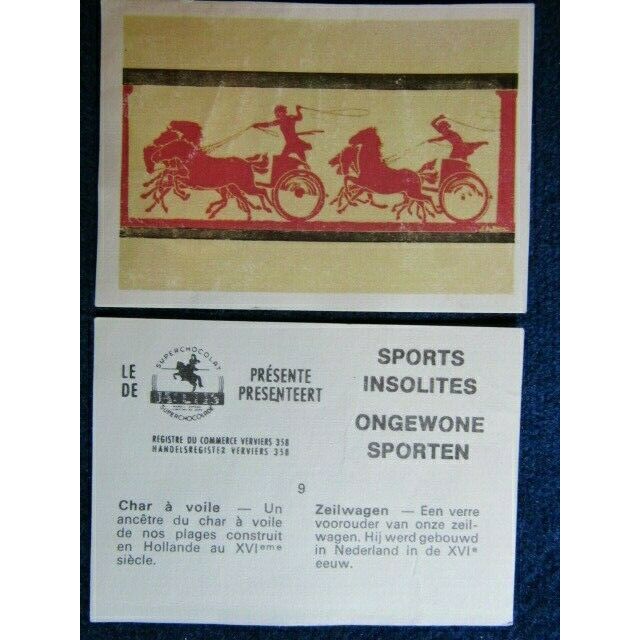 LE
DE
SUPERCHOCOLAT
SUPERCHOCOLADE
PRÉSENTE
PRESENTEERT
REGISTRE DU COMMERCE VERVIERS 358
HANDELSREGISTER VERVIERS 358
SPORTS
INSOLITES
ONGEWONE
SPORTEN
9
Char à voile — Un
ancêtre du char à voile
de nos plages construit
en Hollande au XVIeme
siècle.
Zeilwagen — Een verre
voorouder van onze zeil-
wagen. Hij werd gebouwd
in Nederland in de XVIe
eeuw.